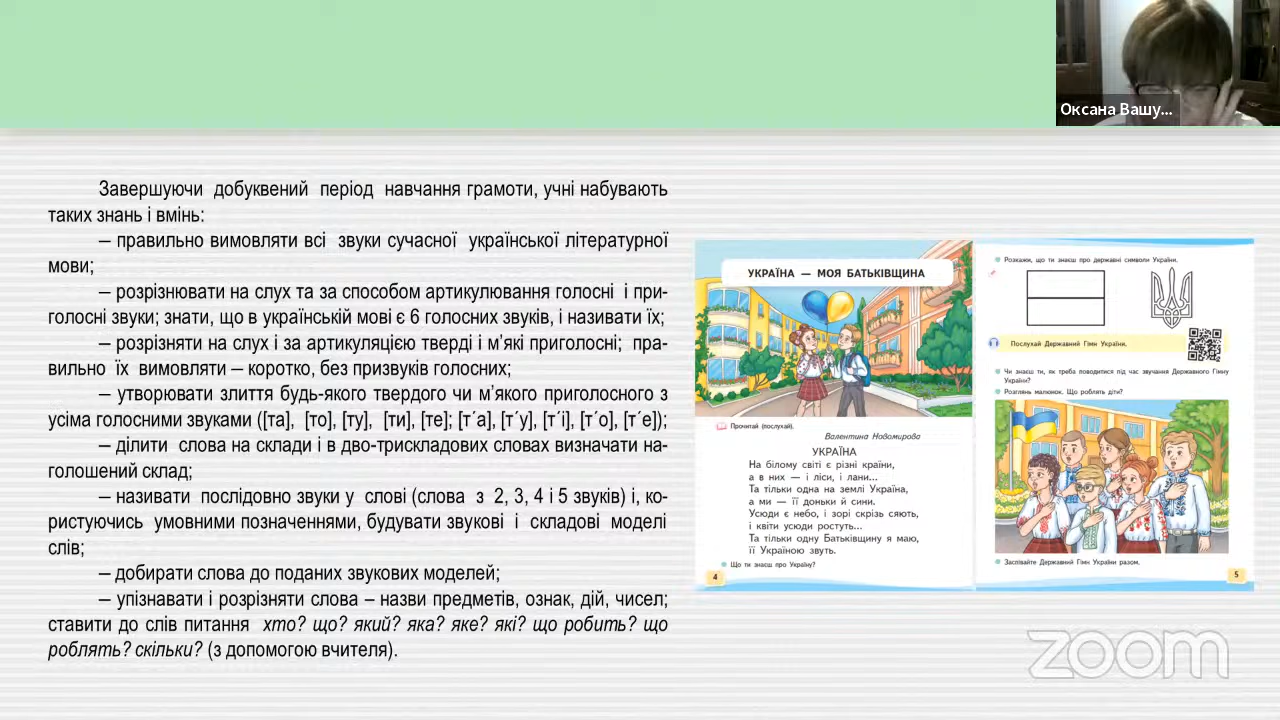 Оксана Вашу...
Завершуючи добуквений період навчання грамоти, учні набувають
таких знань і вмінь:
– правильно вимовляти всі звуки сучасної української літературної
мови;
– розрізнювати на слух та за способом артикулювання голосні і при-
голосні звуки; знати, що в українській мові є 6 голосних звуків, і називати їх;
– розрізняти на слух і за артикуляцією тверді і м'які приголосні; пра-
вильно їх вимовляти – коротко, без призвуків голосних;
– утворювати злиття будь-якого твердого чи м'якого приголосного з
усіма голосними звуками ([та], [то], [ту], [ти], [те], [т´а], [т´у], [т´і], [т´о], [т´е]);
– ділити слова на склади і в дво-трискладових словах визначати на-
голошений склад;
– називати послідовно звуки у слові (слова з 2, 3, 4 і 5 звуків) і, ко-
ристуючись умовними позначеннями, будувати звукові і складові моделі
слів;
– добирати слова до поданих звукових моделей;
– упізнавати і розрізняти слова – назви предметів, ознак, дій, чисел;
ставити до слів питання хто? що? який? яка? яке? які? що робить? що
роблять? скільки? (з допомогою вчителя).
УКРАЇНА — МОЯ БАТЬКІВЩИНА
Прочитай (послухай).
Валентина Новомирова
УКРАЇНА
На білому світі є різні країни,
а в них — і ліси, і лани...
Та тільки одна на землі Україна,
а ми — її доньки й сини.
Усюди є небо, і зорі скрізь сяють,
і квіти усюди ростуть...
Та тільки одну Батьківщину я маю,
її Україною звуть.
Що ти знаєш про Україну?
4
Розкажи, що ти знаєш про державні символи України.
Послухай Державний Гімн України.
Чи знаєш ти, як треба поводитися під час звучання Державного Гімну
України?
Розглянь малюнок. Що роблять діти?
Заспівайте Державний Гімн України разом.
5
zoom